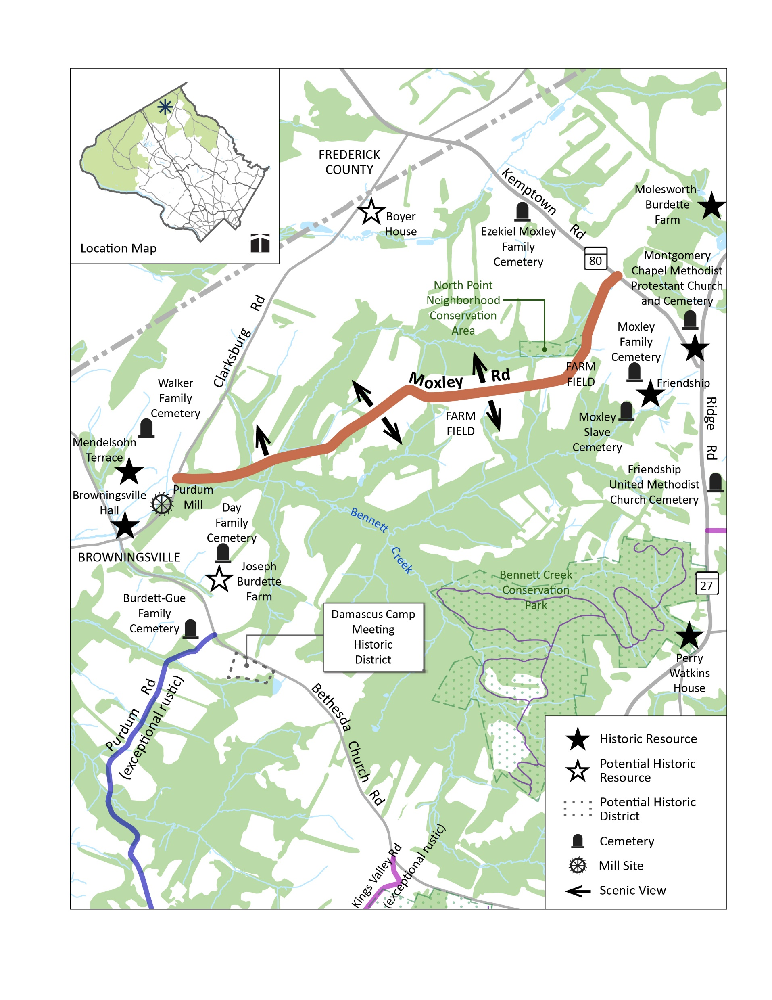 Location Map
FREDERICK
COUNTY
Kemptown Rd
80
Molesworth-
Burdette
Farm
Boyer
House
Ezekiel Moxley
Family
Cemetery
Montgomery
Chapel Methodist
Protestant Church
and Cemetery
North Point
Neighborhood
Conservation
Area
Clarksburg Rd
Moxley
Family
Cemetery
Moxley Rd
FARM
FIELD
Friendship
Walker
Family
Cemetery
FARM
FIELD
Moxley
Slave
Cemetery
Ridge Rd
Mendelsohn
Terrace
Friendship
United Methodist
Church Cemetery
Browningsville
Hall
Purdum
Mill
Day
Family
Cemetery
Bennett
Creek
BROWNINGSVILLE
Joseph
Burdette
Farm
Bennett Creek
Conservation
Park
27
Burdett-Gue
Family
Cemetery
Damascus Camp
Meeting
Historic
District
Perry
Watkins
House
Purdum Rd
(exceptional rustic)
Bethesda Church Rd
Kings Valley Rd
(exceptional rustic)
Historic Resource
Potential Historic
Resource
Potential Historic
District
Cemetery
Mill Site
Scenic View